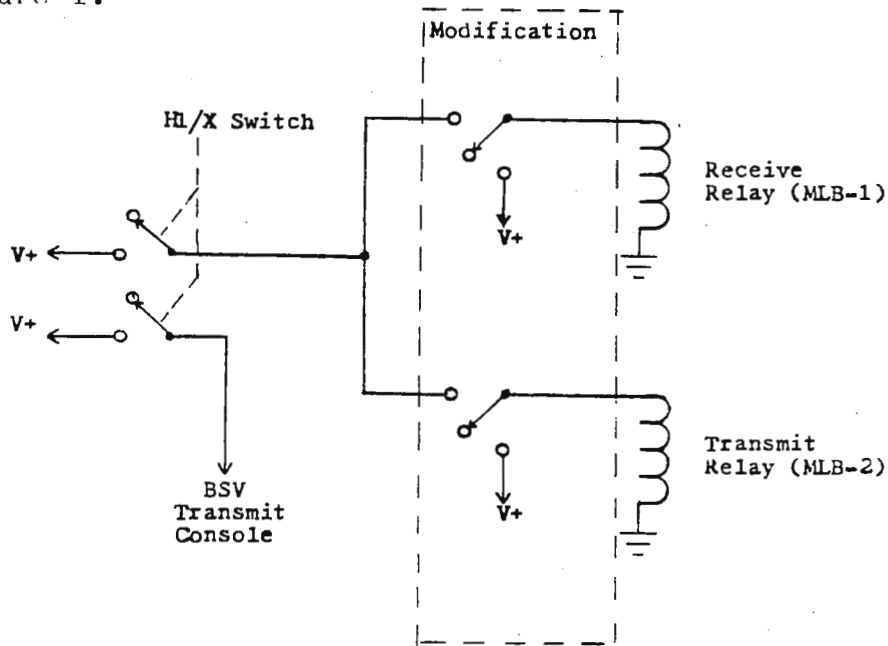 Modification
H1/X Switch
Receive
Relay (MLB-1)
V+
V+
V+
Transmit
Relay (MLB-2)
BSV
Transmit
Console
V+